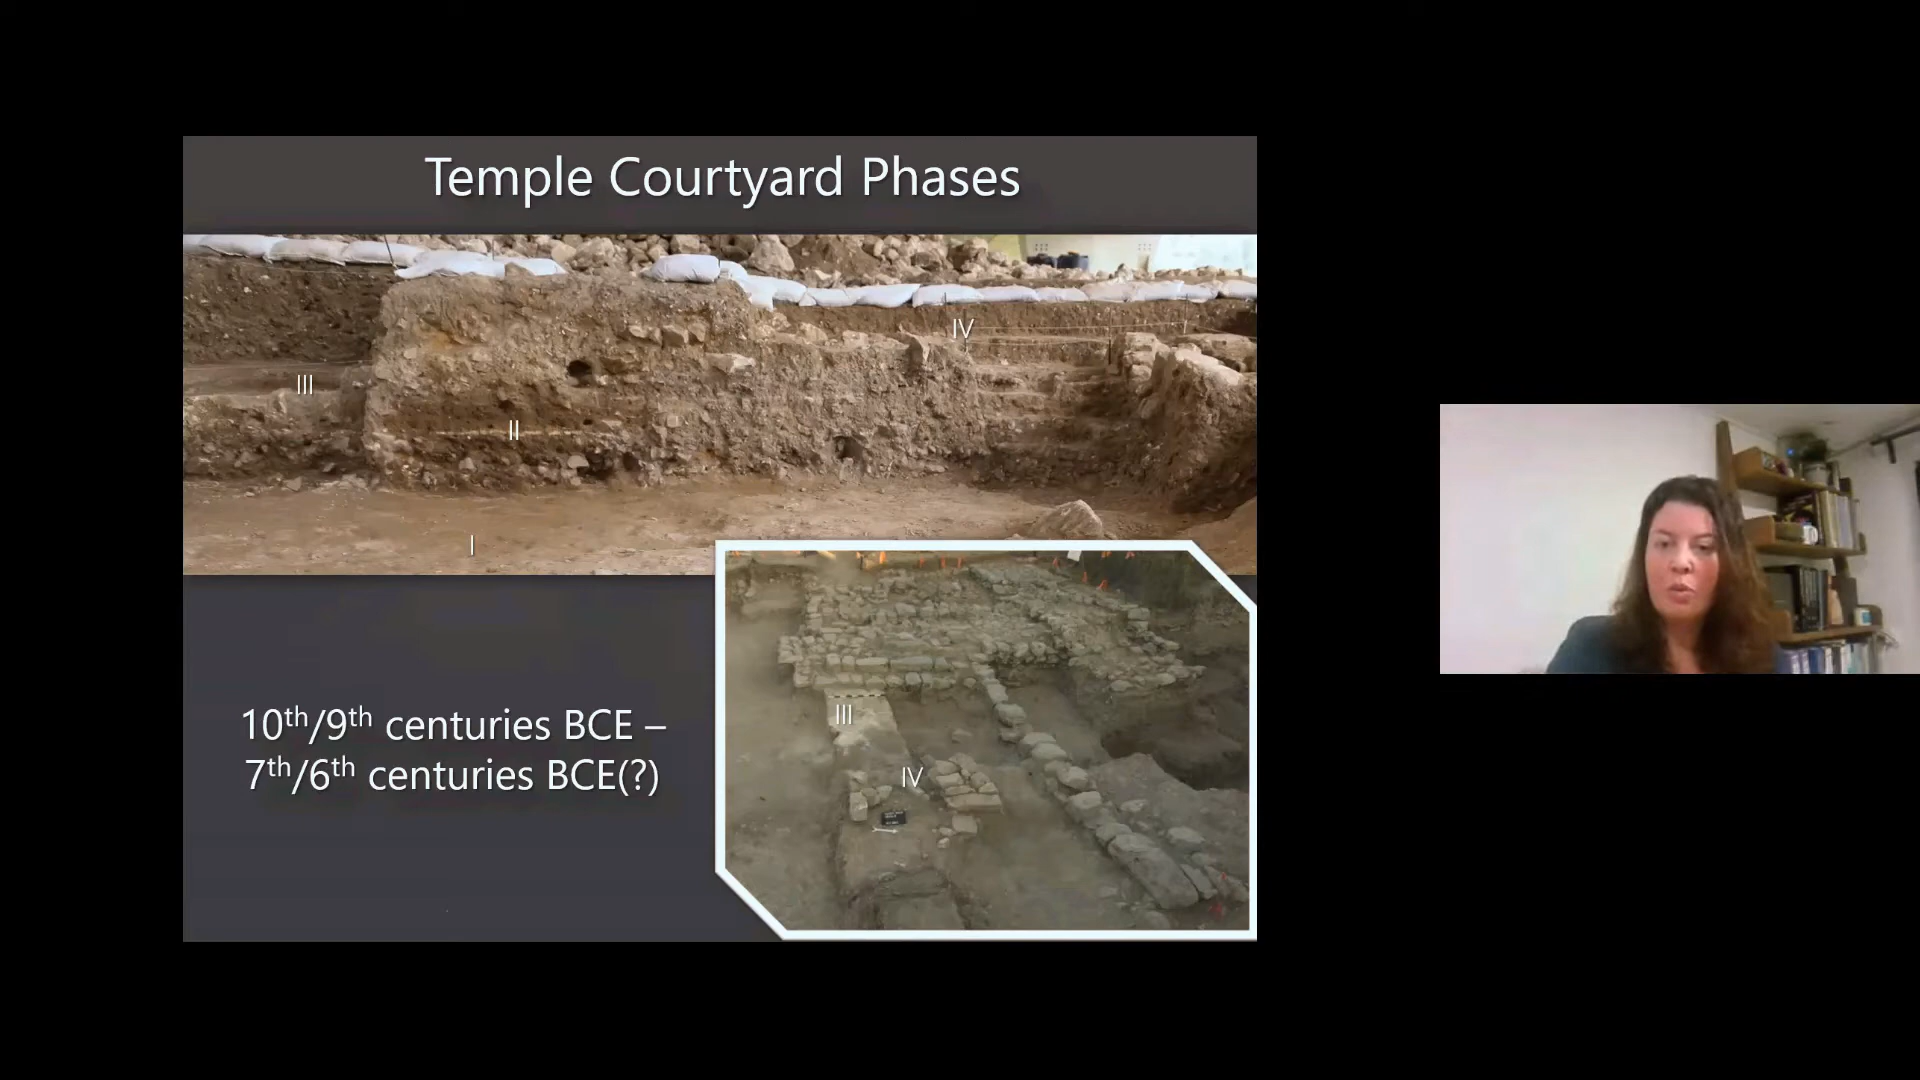 Temple Courtyard Phases
IV
III
II
I
III
IV
10th/9th centuries BCE –
7th/6th centuries BCE(?)